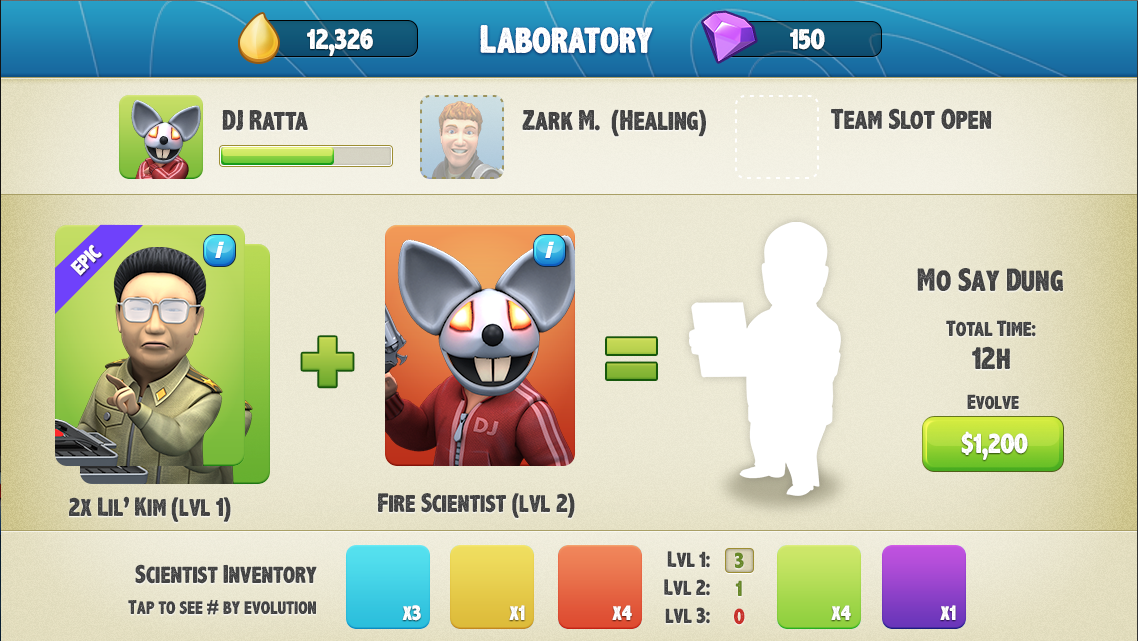 12,326
LABORATORY
150
DJ RATTA
ZARK M. (HEALING)
TEAM SLOT OPEN
EPIC
i
i
DJ
MO SAY DUNG
TOTAL TIME:
12H
EVOLVE
$1,200
2X LIL' KIM (LVL 1)
FIRE SCIENTIST (LVL 2)
SCIENTIST INVENTORY
TAP TO SEE # BY EVOLUTION
X3
X1
X4
LVL 1: 3
LVL 2: 1
LVL 3: 0
X4
X1